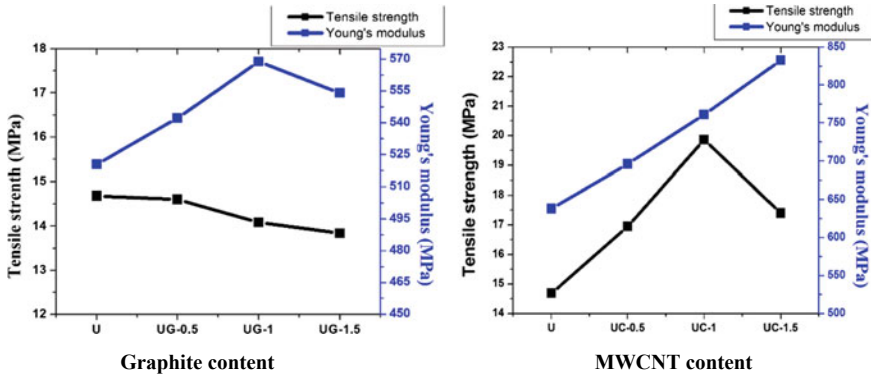 Tensile strength
Young's modulus
18
17
16
15
14
13
12
Tensile strenth (MPa)
570
555
540
525
510
495
480
465
450
Young's modulus (MPa)
U
UG-0.5
UG-1
UG-1.5
Graphite content
Tensile strength
Young's modulus
23
22
21
20
19
18
17
16
15
14
Tensile strength (MPa)
850
800
750
700
650
600
550
500
Young's modulus (MPa)
U
UC-0.5
UC-1
UC-1.5
MWCNT content